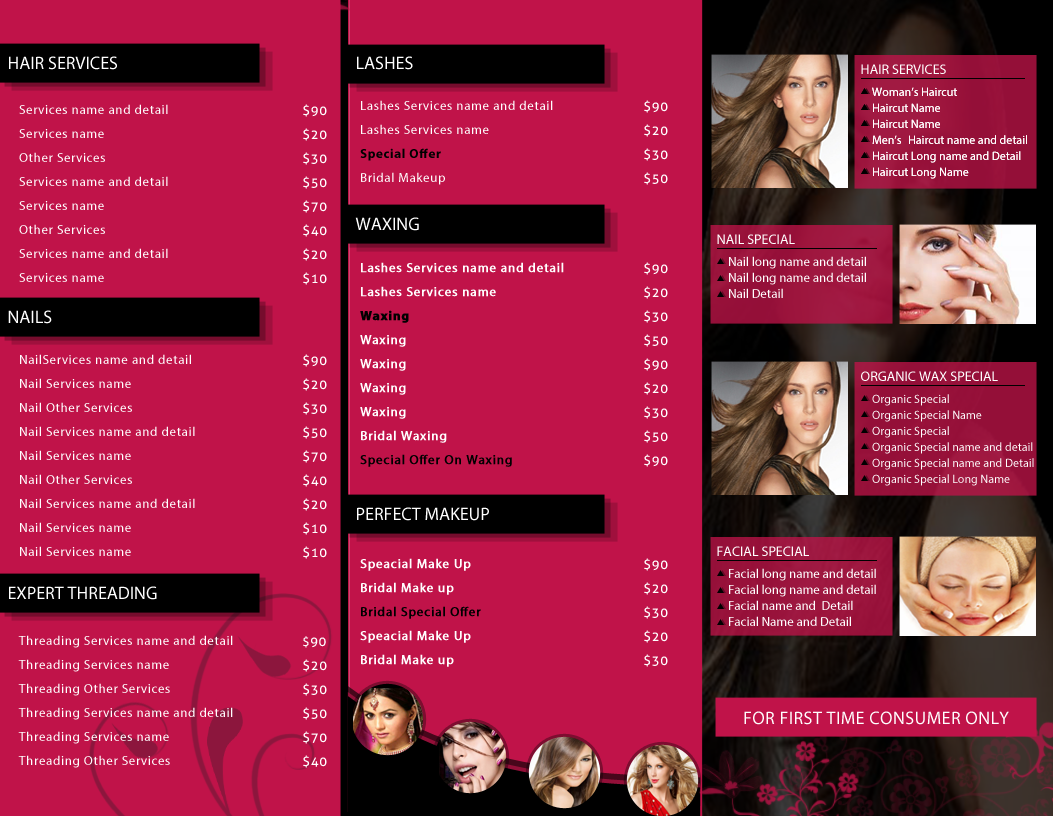 HAIR SERVICES
Services name and detail $90
Services name $20
Other Services $30
Services name and detail $50
Services name $70
Other Services $40
Services name and detail $20
Services name $10
NAILS
NailServices name and detail $90
Nail Services name $20
Nail Other Services $30
Nail Services name and detail $50
Nail Services name $70
Nail Other Services $40
Nail Services name and detail $20
Nail Services name $10
Nail Services name $10
EXPERT THREADING
Threading Services name and detail $90
Threading Services name $20
Threading Other Services $30
Threading Services name and detail $50
Threading Services name $70
Threading Other Services $40
LASHES
Lashes Services name and detail $90
Lashes Services name $20
Special Offer $30
Bridal Makeup $50
WAXING
Lashes Services name and detail $90
Lashes Services name $20
Waxing $30
Waxing $50
Waxing $90
Waxing $20
Waxing $30
Bridal Waxing $50
Special Offer On Waxing $90
PERFECT MAKEUP
Speacial Make Up $90
Bridal Make up $20
Bridal Special Offer $30
Speacial Make Up $20
Bridal Make up $30
HAIR SERVICES
Woman's Haircut
Haircut Name
Haircut Name
Men's Haircut name and detail
Haircut Long name and Detail
Haircut Long Name
NAIL SPECIAL
Nail long name and detail
Nail long name and detail
Nail Detail
ORGANIC WAX SPECIAL
Organic Special
Organic Special Name
Organic Special
Organic Special name and detail
Organic Special name and Detail
Organic Special Long Name
FACIAL SPECIAL
Facial long name and detail
Facial long name and detail
Facial name and Detail
Facial Name and Detail
FOR FIRST TIME CONSUMER ONLY